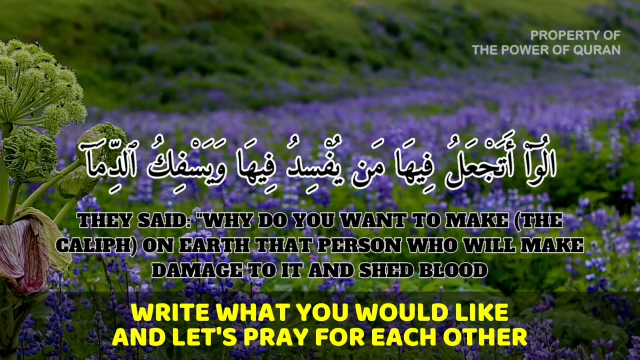 PROPERTY OF
THE POWER OF QURAN
الُوٓا۟ أَتَجْعَلُ فِيهَا مَن يُفْسِدُ فِيهَا وَيَسْفِكُ ٱلدِّمَآ
THEY SAID: "WHY DO YOU WANT TO MAKE (THE
CALIPH) ON EARTH THAT PERSON WHO WILL MAKE
DAMAGE TO IT AND SHED BLOOD
WRITE WHAT YOU WOULD LIKE
AND LET'S PRAY FOR EACH OTHER